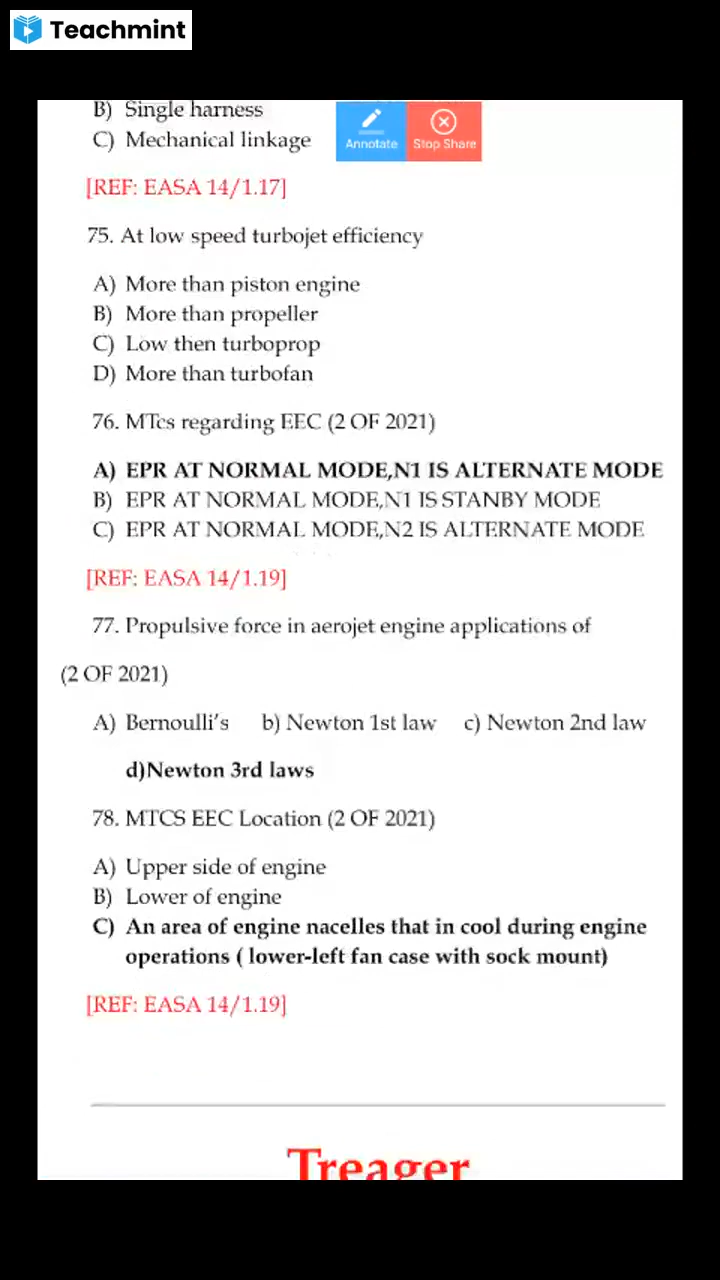 Teachmint
B) Single harness
C) Mechanical linkage
Annotate
Stop Share
[REF: EASA 14/1.17]
75. At low speed turbojet efficiency
A) More than piston engine
B) More than propeller
C) Low then turboprop
D) More than turbofan
76. MTcs regarding EEC (2 OF 2021)
A) EPR AT NORMAL MODE,N1 IS ALTERNATE MODE
B) EPR AT NORMAL MODE,N1 IS STANBY MODE
C) EPR AT NORMAL MODE,N2 IS ALTERNATE MODE
[REF: EASA 14/1.19]
77. Propulsive force in aerojet engine applications of
(2 OF 2021)
A) Bernoulli's b) Newton 1st law c) Newton 2nd law
d)Newton 3rd laws
78. MTCS EEC Location (2 OF 2021)
A) Upper side of engine
B) Lower of engine
C) An area of engine nacelles that in cool during engine
operations ( lower-left fan case with sock mount)
[REF: EASA 14/1.19]
Treager